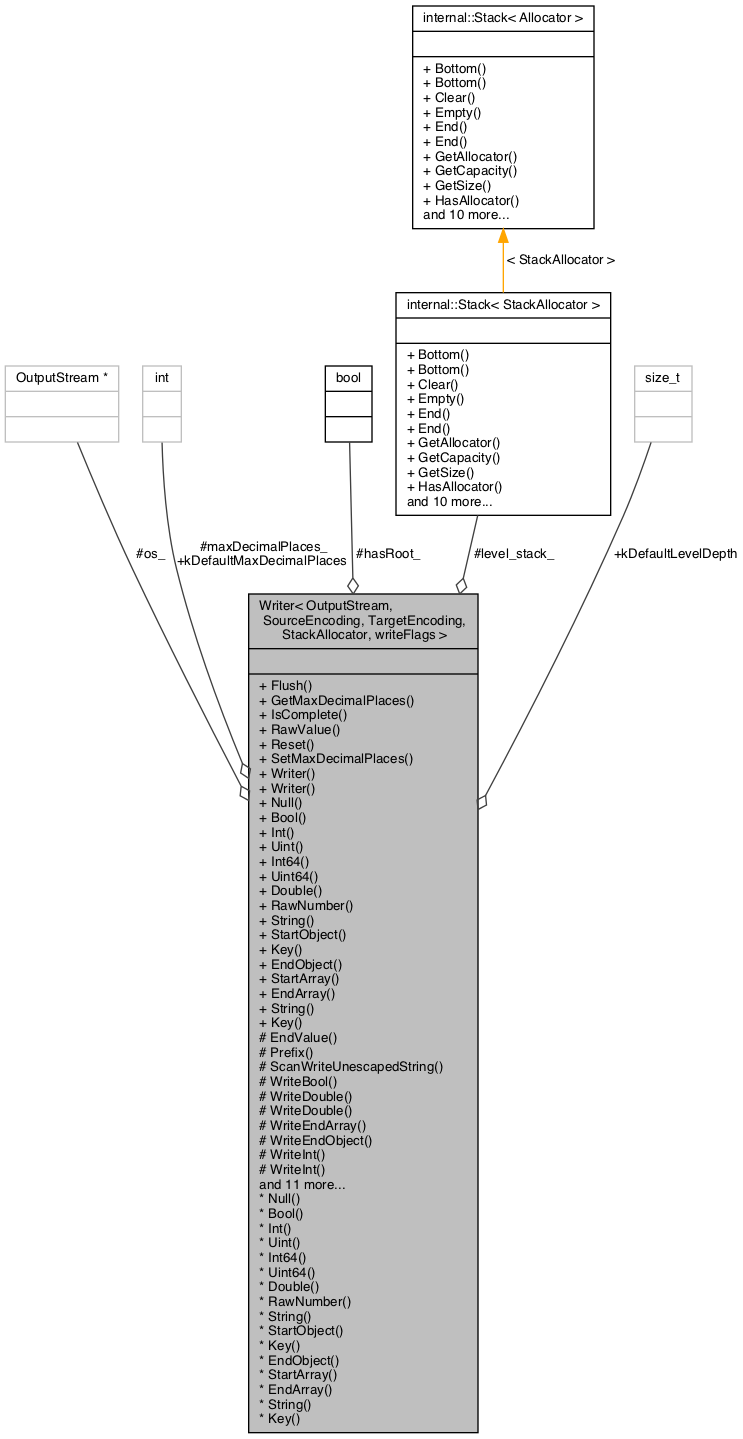 internal::Stack< Allocator >
+ Bottom()
+ Bottom()
+ Clear()
+ Empty()
+ End()
+ End()
+ GetAllocator()
+ GetCapacity()
+ GetSize()
+ HasAllocator()
and 10 more...
< StackAllocator >
internal::Stack< StackAllocator >
+ Bottom()
+ Bottom()
+ Clear()
+ Empty()
+ End()
+ End()
+ GetAllocator()
+ GetCapacity()
+ GetSize()
+ HasAllocator()
and 10 more...
OutputStream *
int
bool
size_t
#os_
#maxDecimalPlaces_
+kDefaultMaxDecimalPlaces
#hasRoot_
#level_stack_
+kDefaultLevelDepth
Writer< OutputStream,
SourceEncoding, TargetEncoding,
StackAllocator, writeFlags >
+ Flush()
+ GetMaxDecimalPlaces()
+ IsComplete()
+ RawValue()
+ Reset()
+ SetMaxDecimalPlaces()
+ Writer()
+ Writer()
+ Null()
+ Bool()
+ Int()
+ Uint()
+ Int64()
+ Uint64()
+ Double()
+ RawNumber()
+ String()
+ StartObject()
+ Key()
+ EndObject()
+ StartArray()
+ EndArray()
+ String()
+ Key()
# EndValue()
# Prefix()
# ScanWriteUnescapedString()
# WriteBool()
# WriteDouble()
# WriteDouble()
# WriteEndArray()
# WriteEndObject()
# WriteInt()
# WriteInt()
and 11 more...
* Null()
* Bool()
* Int()
* Uint()
* Int64()
* Uint64()
* Double()
* RawNumber()
* String()
* StartObject()
* Key()
* EndObject()
* StartArray()
* EndArray()
* String()
* Key()